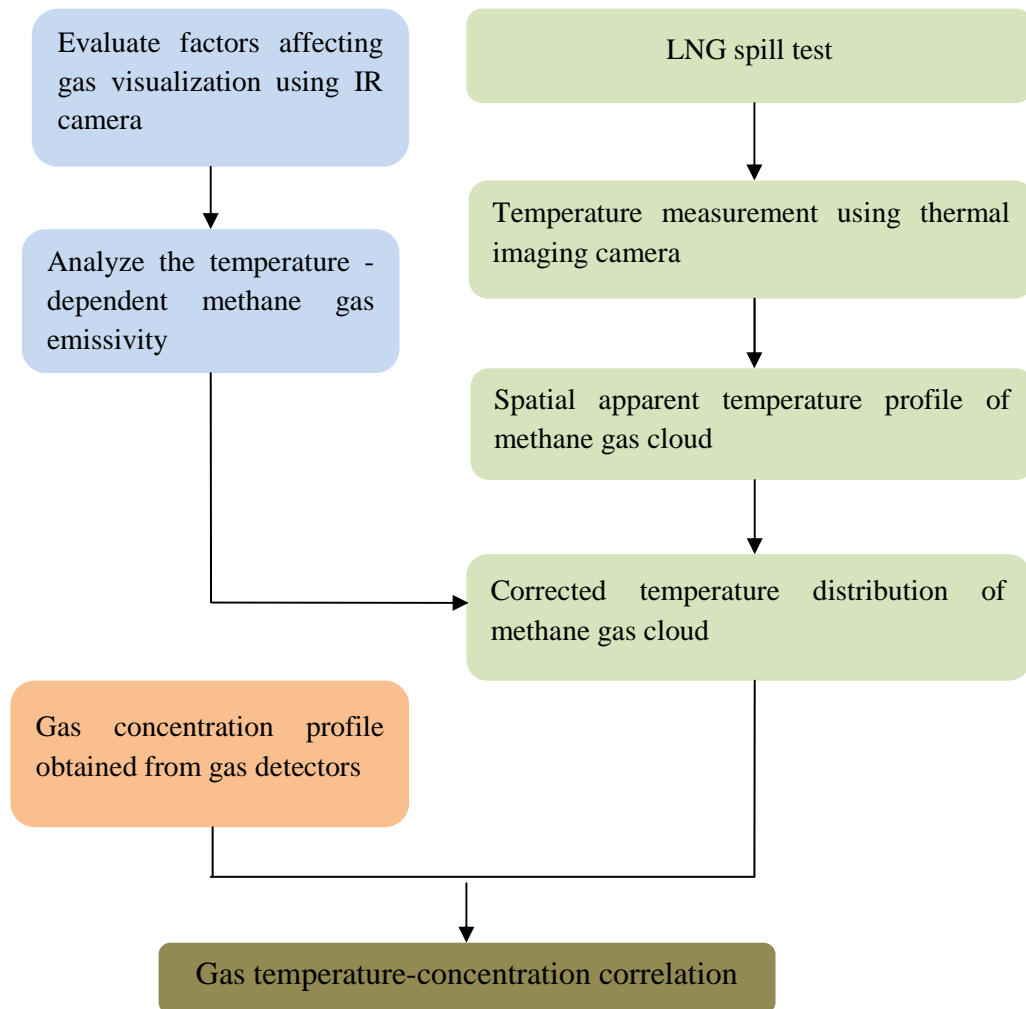 Evaluate factors affecting
gas visualization using IR
camera
LNG spill test
Temperature measurement using thermal
imaging camera
Analyze the temperature -
dependent methane gas
emissivity
Spatial apparent temperature profile of
methane gas cloud
Corrected temperature distribution of
methane gas cloud
Gas concentration profile
obtained from gas detectors
Gas temperature-concentration correlation